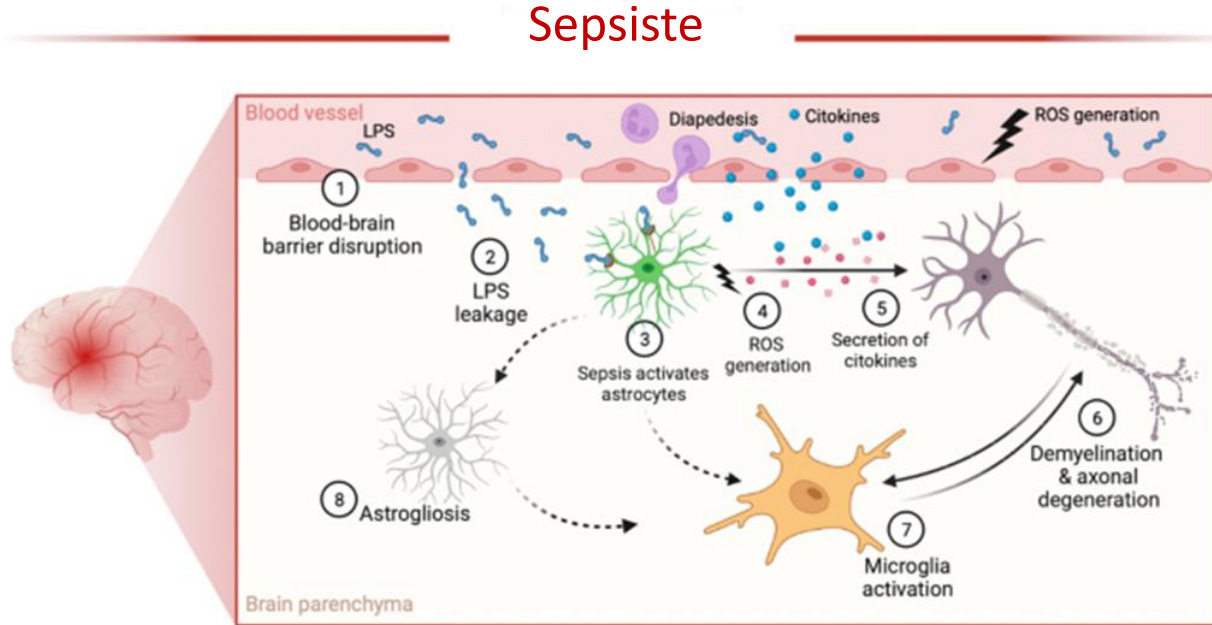 Sepsiste
Blood vessel
LPS
Diapedesis
Citokines
ROS generation
1
Blood-brain
barrier disruption
2
LPS
leakage
3
Sepsis activates
astrocytes
4
ROS
generation
5
Secretion of
citokines
6
Demyelination
& axonal
degeneration
7
Microglia
activation
8
Astrogliosis
Brain parenchyma